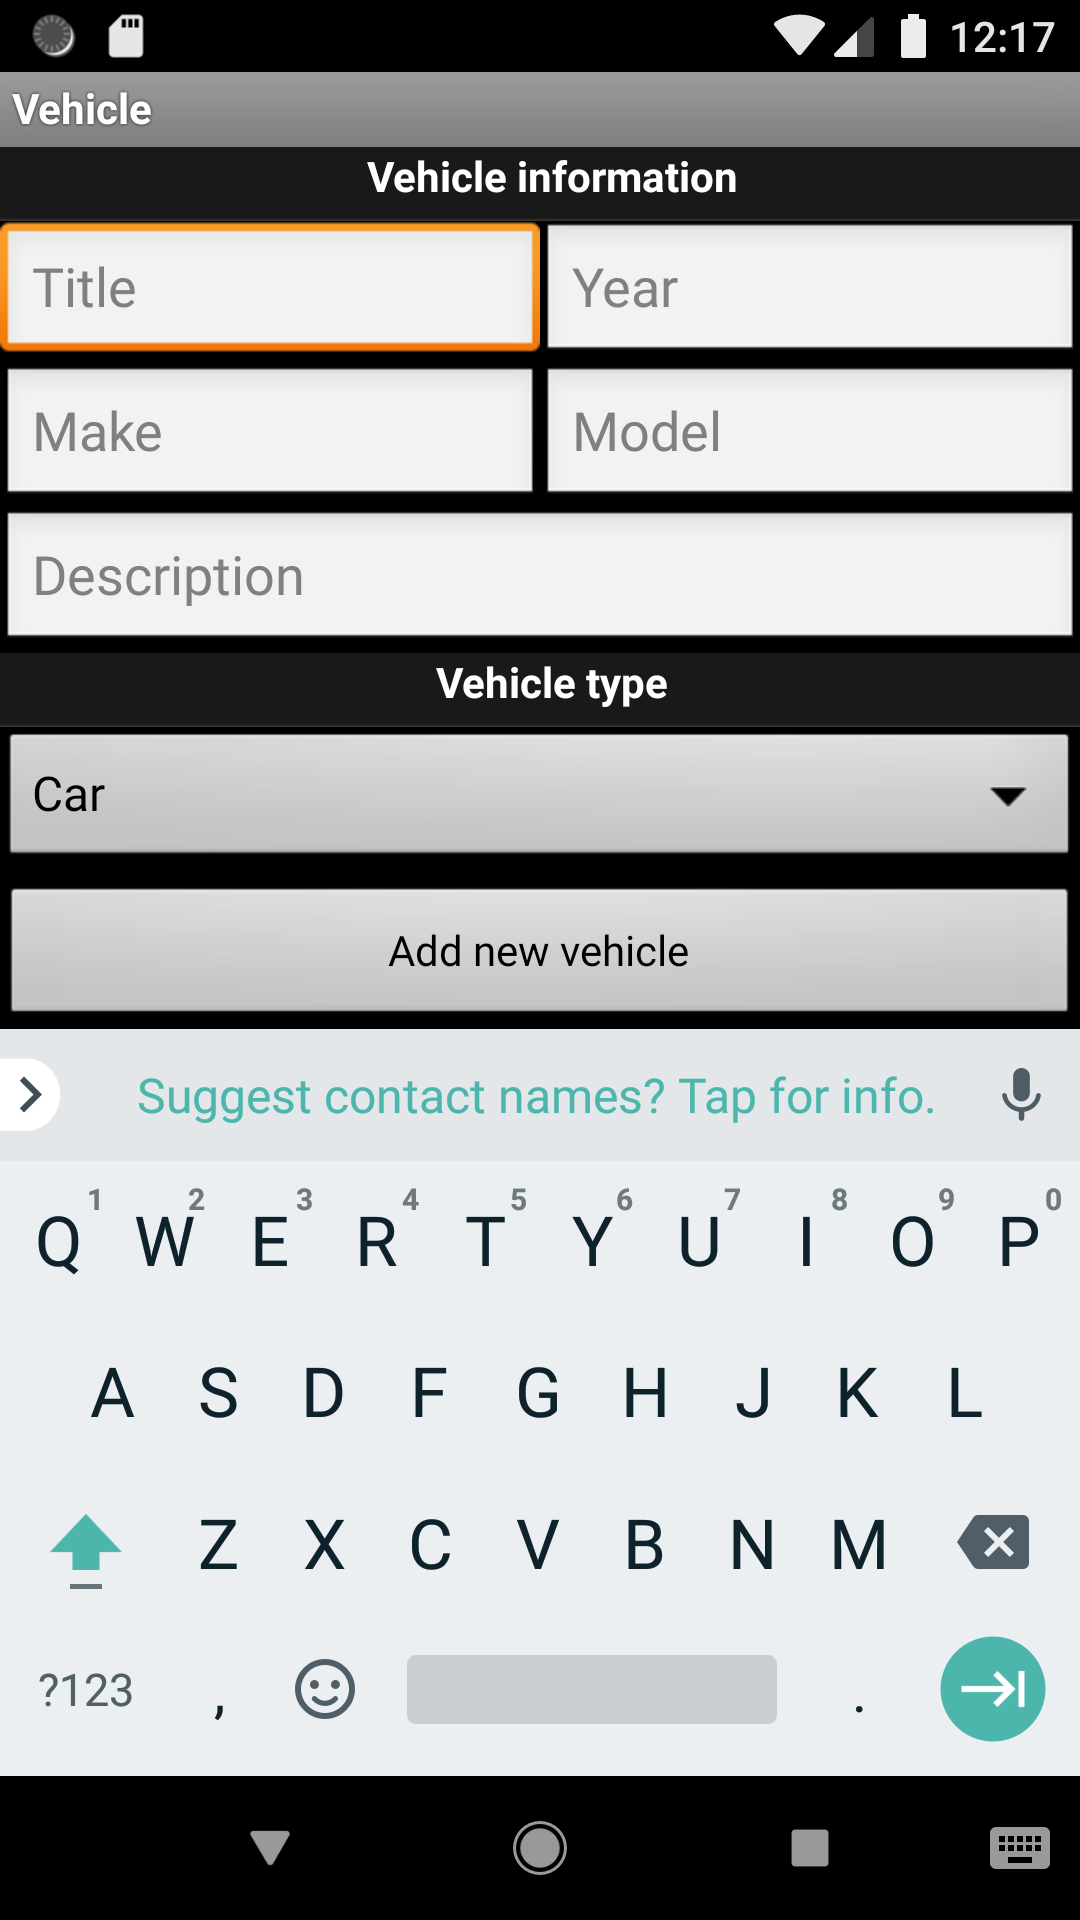 12:17
Vehicle
Vehicle information
Title Year
Make Model
Description
Vehicle type
Car
Add new vehicle
Suggest contact names? Tap for info.
1 2 3 4 5 6 7 8 9 0
Q W E R T Y U I O P
A S D F G H J K L
Z X C V B N M
?123 , .